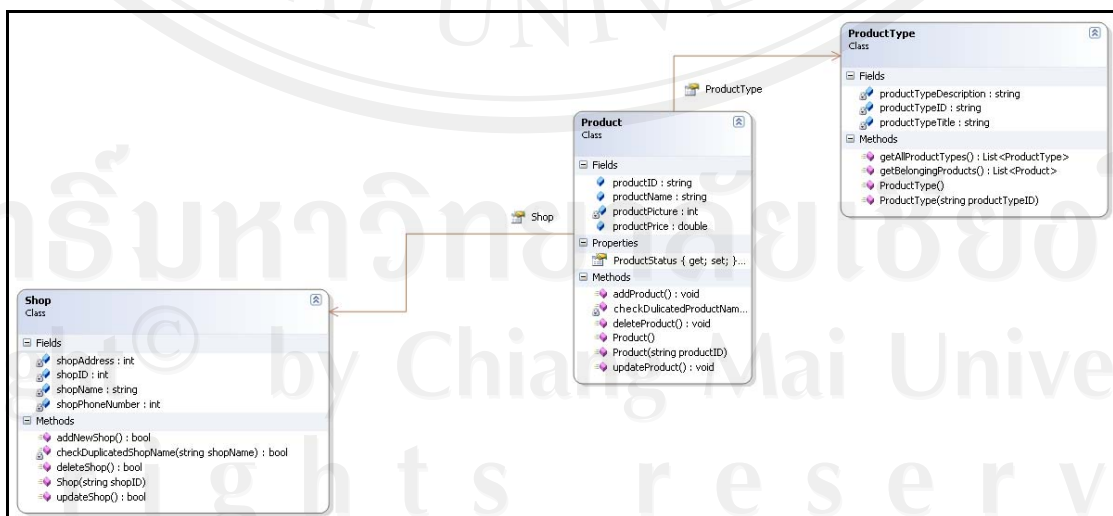 ProductType
Class
Fields
productTypeDescription : string
productTypeID : string
productTypeTitle : string
Methods
getAllProductTypes() : List<ProductType>
getBelongingProducts() : List<Product>
ProductType()
ProductType(string productTypeID)
ProductType
Product
Class
Fields
productID : string
productName : string
productPicture : int
productPrice : double
Properties
ProductStatus { get; set; }...
Methods
addProduct() : void
checkDulicatedProductNam...
deleteProduct() : void
Product()
Product(string productID)
updateProduct() : void
Shop
Shop
Class
Fields
shopAddress : int
shopID : int
shopName : string
shopPhoneNumber : int
Methods
addNewShop() : bool
checkDuplicatedShopName(string shopName) : bool
deleteShop() : bool
Shop(string shopID)
updateShop() : bool
© by Chiang Mai Unive
r i g h t s r e s e r v